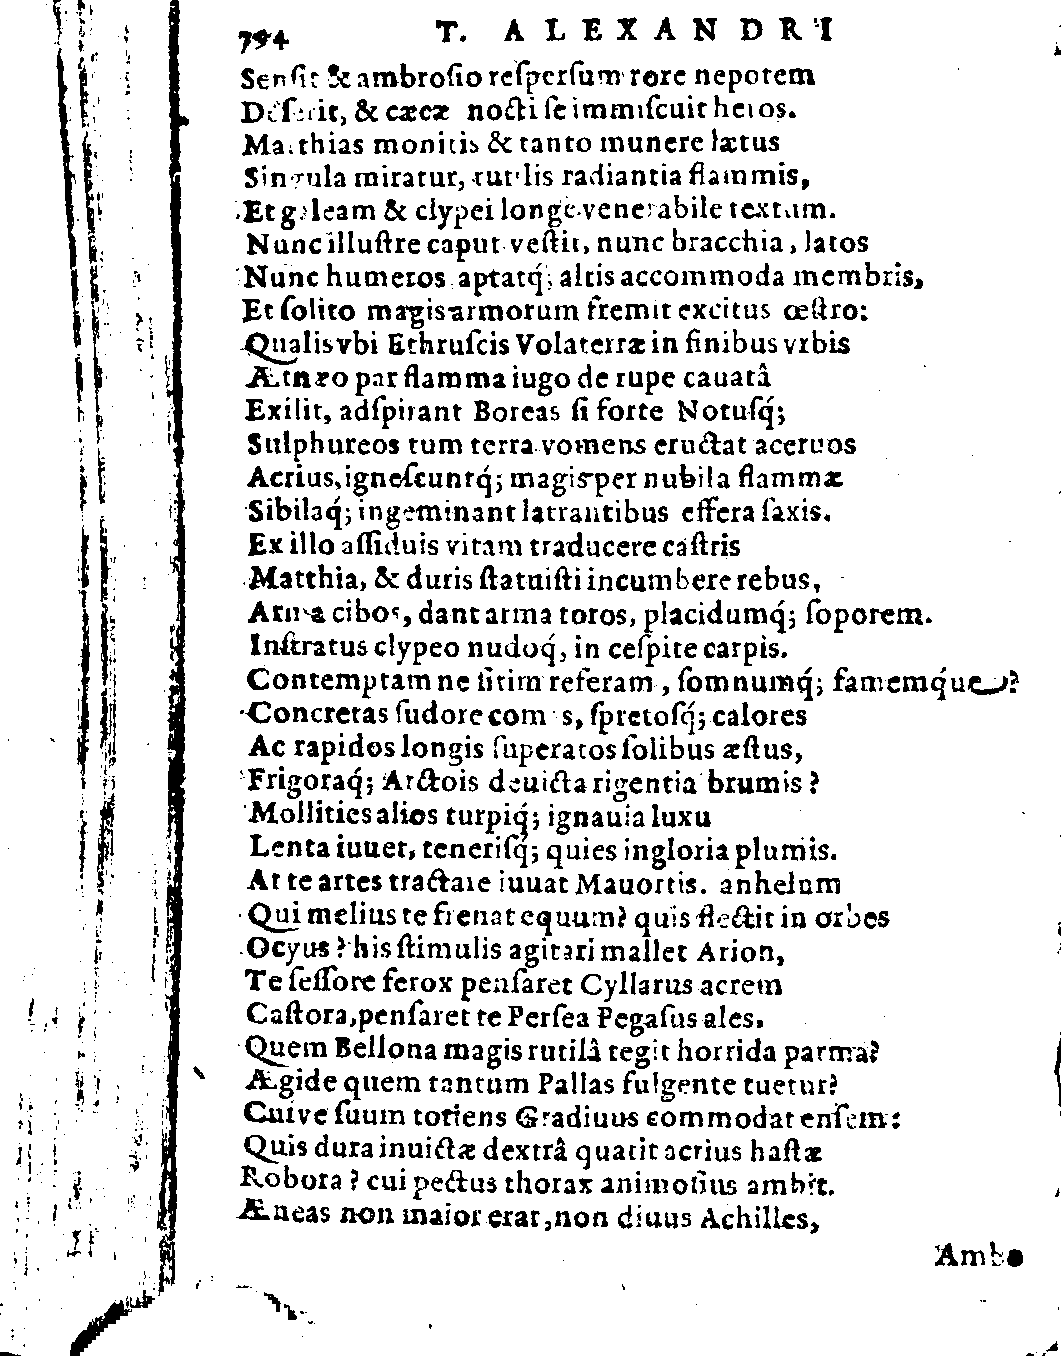 794 T. ALEXANDRI
Senſit & ambroſio reſperſum rore nepotem
Deſerit, & cæcæ nocti ſe immiſcuit heros.
Matthias monitis & tanto munere lætus
Singula miratur, rutilis radiantia flammis,
Et galeam & clypei longe venerabile textum.
Nunc illuſtre caput veſtit, nunc bracchia, latos
Nunc humeros aptatq́; altis accommoda membris,
Et ſolito magis armorum fremit excitus œſtro:
Qualis vbi Ethruſcis Volaterræ in finibus vrbis
Ætnæo par flamma iugo de rupe cauatâ
Exilit, adſpirant Boreas ſi forte Notuſq́;
Sulphureos tum terra vomens eructat aceruos
Acrius, igneſcuntq́; magis per nubila flammæ
Sibilaq́; ingeminant latrantibus effera ſaxis.
Ex illo aſſiduis vitam traducere caſtris
Matthia, & duris ſtatuiſti incumbere rebus,
Arma cibos, dant arma toros, placidumq́; ſoporem.
Inſtratus clypeo nudoq́, in ceſpite carpis.
Contemptam ne ſitim referam, ſomnumq́; famemq́ue?
Concretas ſudore comas, ſpretoſq́; calores
Ac rapidos longis ſuperatos ſolibus æſtus,
Frigoraq́; Arctois deuicta rigentia brumis?
Mollities alios turpiq́; ignauia luxu
Lenta iuuet, teneriſq́; quies ingloria plumis.
At te artes tractare iuuat Mauortis. anhelum
Qui melius te frenat equum? quis flectit in orbes
Ocyus? his ſtimulis agitari mallet Arion,
Te ſeſſore ferox penſaret Cyllarus acrem
Caſtora, penſaret te Perſea Pegaſus ales.
Quem Bellona magis rutilâ tegit horrida parma?
Ægide quem tantum Pallas fulgente tuetur?
Cuive ſuum totiens Gradiuus commodat enſem:
Quis dura inuictæ dextrâ quatit acrius haſtæ
Robora? cui pectus thorax animoſius ambit.
Æneas non maior erat, non diuus Achilles,
Ambo